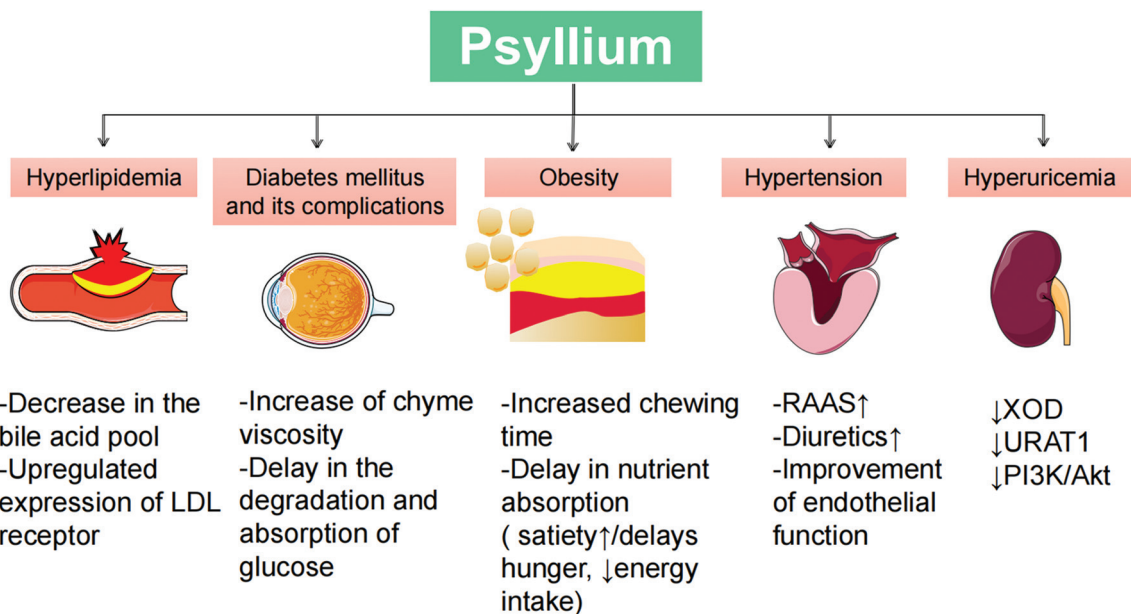 Psyllium
Hyperlipidemia
Diabetes mellitus
and its complications
Obesity
Hypertension
Hyperuricemia
-Decrease in the
bile acid pool
-Upregulated
expression of LDL
receptor
-Increase of chyme
viscosity
-Delay in the
degradation and
absorption of
glucose
-Increased chewing
time
-Delay in nutrient
absorption
( satiety↑/delays
hunger, ↓energy
intake)
-RAAS↑
-Diuretics↑
-Improvement
of endothelial
function
↓XOD
↓URAT1
↓PI3K/Akt